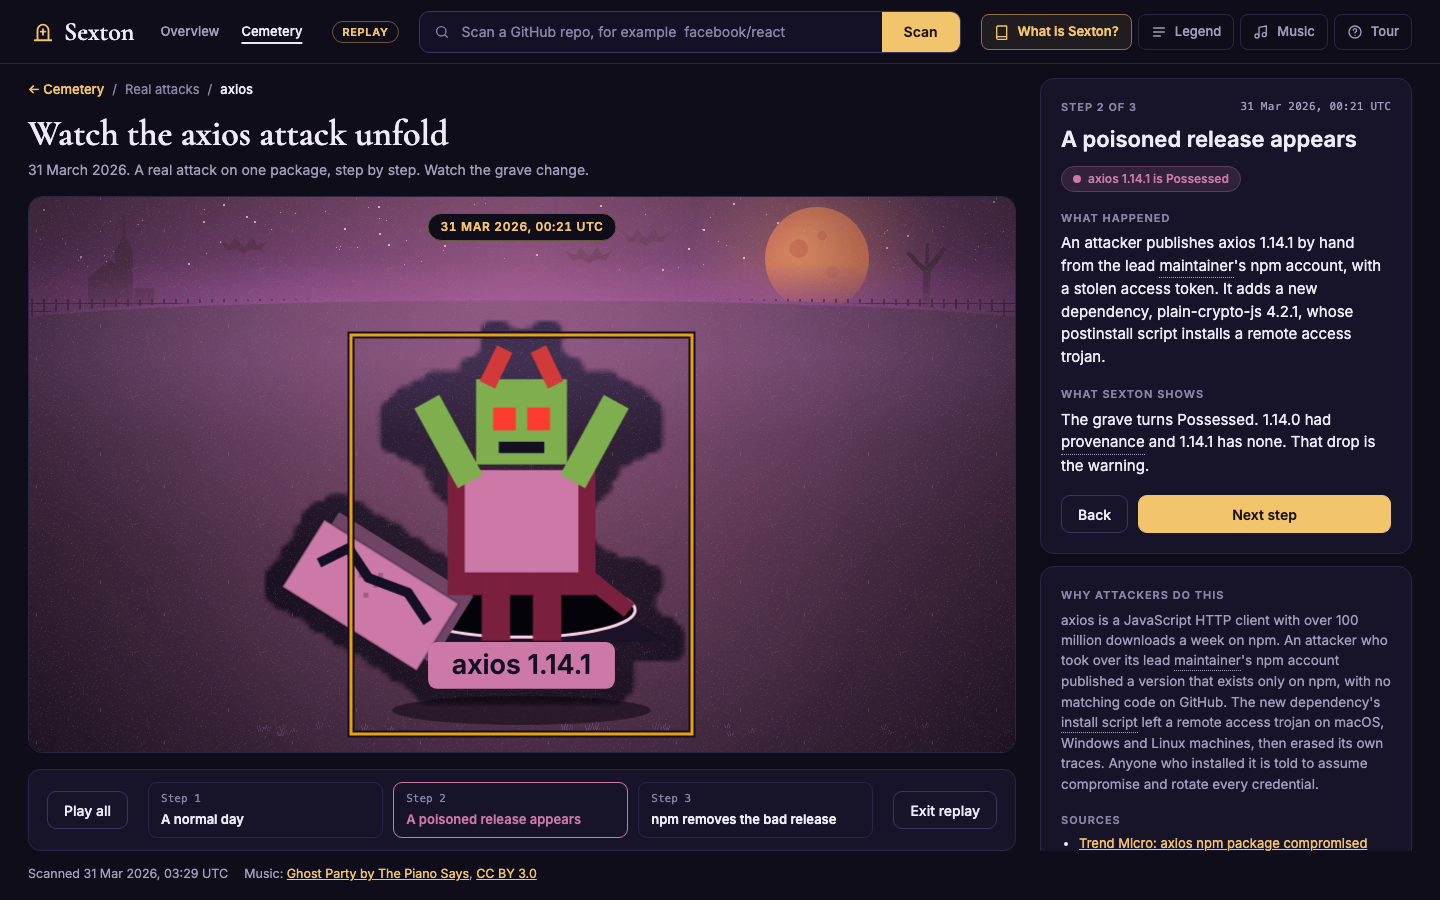 Sexton
Overview
Cemetery
REPLAY
Scan a GitHub repo, for example facebook/react
Scan
What is Sexton?
Legend
Music
Tour
← Cemetery / Real attacks / axios
Watch the axios attack unfold
31 March 2026. A real attack on one package, step by step. Watch the grave change.
31 MAR 2026, 00:21 UTC
axios 1.14.1
Play all
Step 1
A normal day
Step 2
A poisoned release appears
Step 3
npm removes the bad release
Exit replay
STEP 2 OF 3
31 Mar 2026, 00:21 UTC
A poisoned release appears
axios 1.14.1 is Possessed
WHAT HAPPENED
An attacker publishes axios 1.14.1 by hand
from the lead maintainer's npm account, with
a stolen access token. It adds a new
dependency, plain-crypto-js 4.2.1, whose
postinstall script installs a remote access
trojan.
WHAT SEXTON SHOWS
The grave turns Possessed. 1.14.0 had
provenance and 1.14.1 has none. That drop is
the warning.
Back
Next step
WHY ATTACKERS DO THIS
axios is a JavaScript HTTP client with over 100
million downloads a week on npm. An attacker who
took over its lead maintainer's npm account
published a version that exists only on npm, with no
matching code on GitHub. The new dependency's
install script left a remote access trojan on macOS,
Windows and Linux machines, then erased its own
traces. Anyone who installed it is told to assume
compromise and rotate every credential.
SOURCES
• Trend Micro: axios npm package compromised
Scanned 31 Mar 2026, 03:29 UTC
Music: Ghost Party by The Piano Says, CC BY 3.0